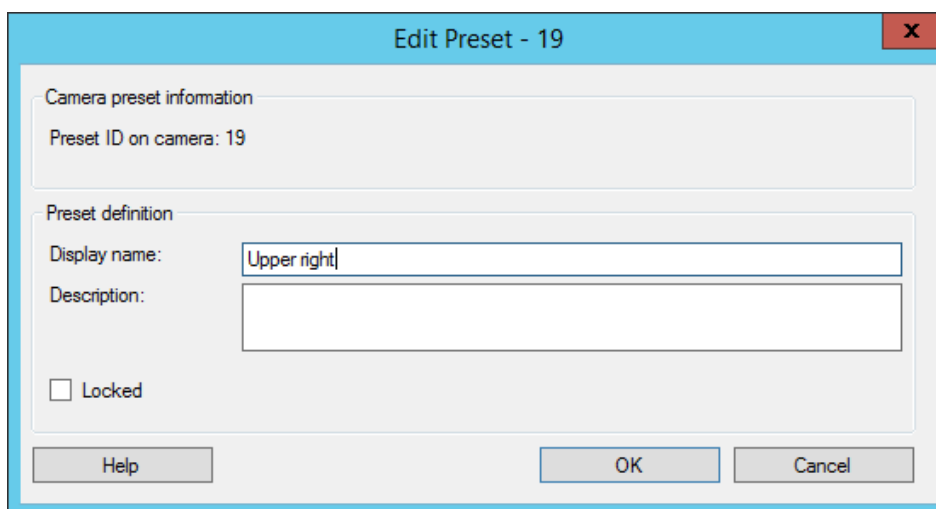 Edit Preset - 19
x
Camera preset information
Preset ID on camera: 19
Preset definition
Display name:
Upper right
Description:
Locked
Help
OK
Cancel